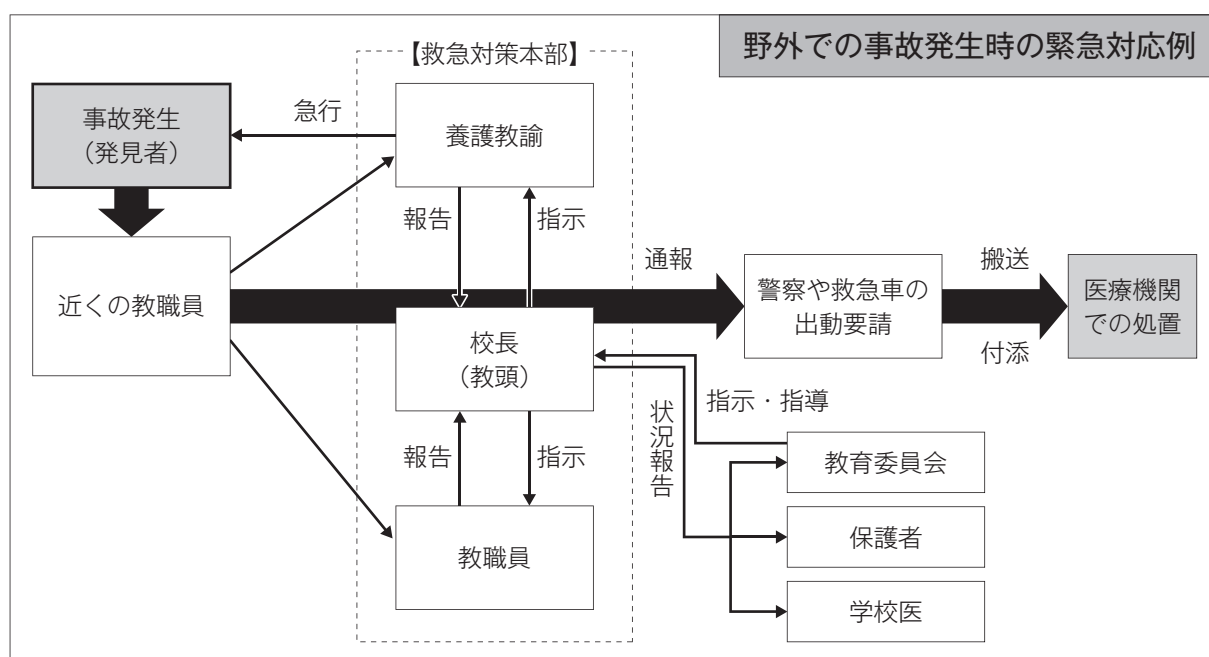 野外での事故発生時の緊急対応例
【救急対策本部】
事故発生
（発見者）
急行
養護教諭
報告
指示
近くの教職員
通報
警察や救急車の
出動要請
搬送
付添
医療機関
での処置
校長
（教頭）
指示・指導
状況報告
報告
指示
教育委員会
保護者
教職員
学校医